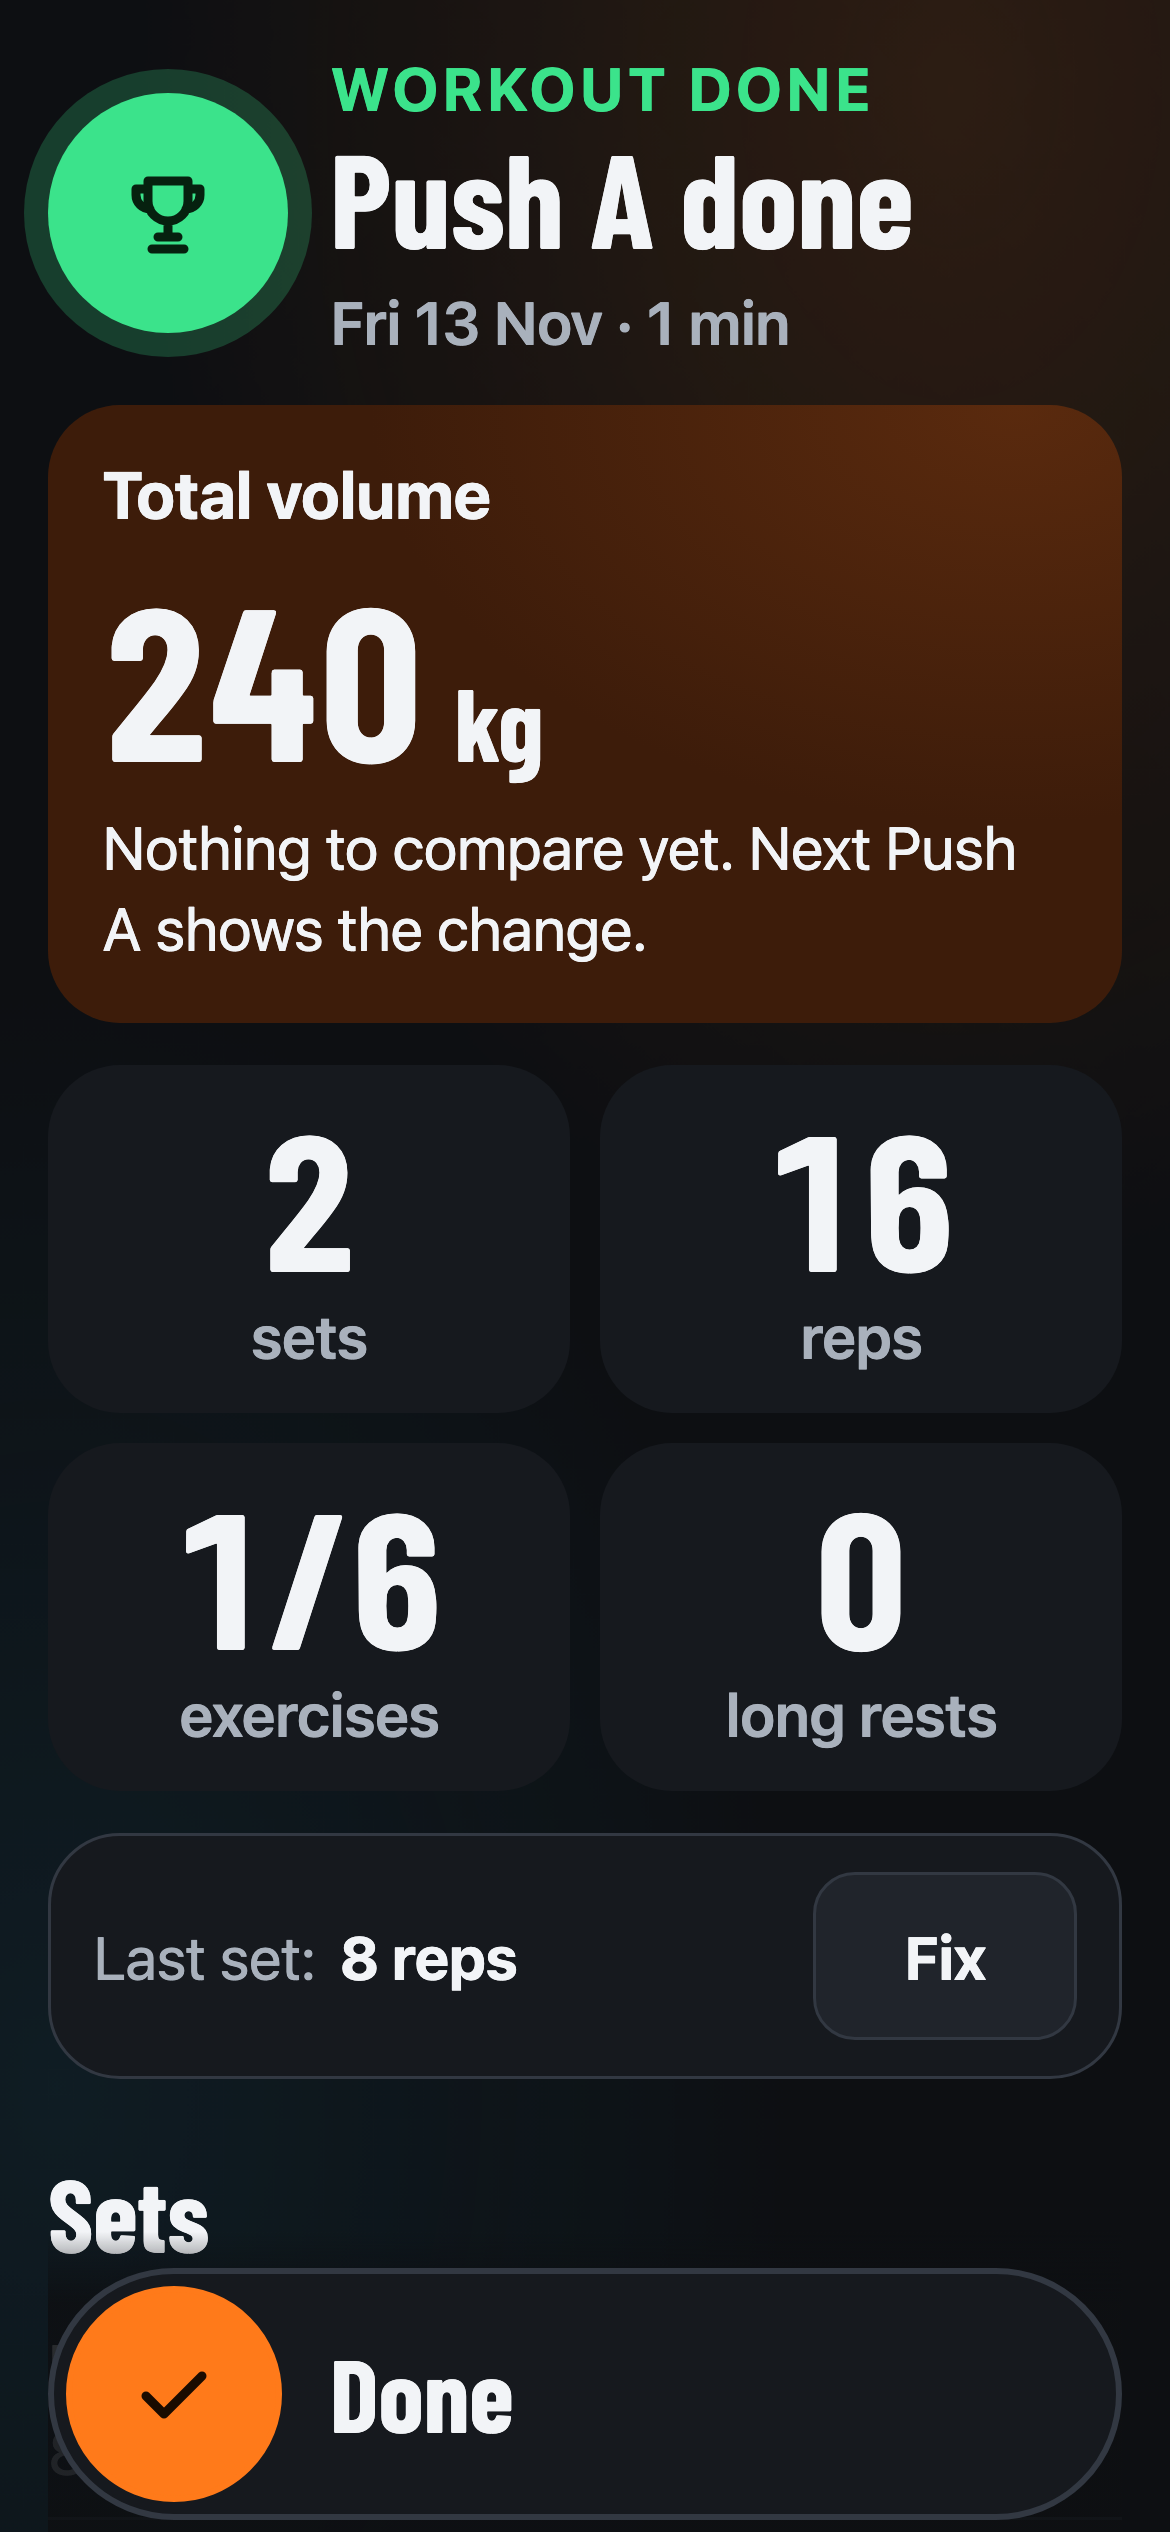 WORKOUT DONE
Push A done
Fri 13 Nov · 1 min
Total volume
240 kg
Nothing to compare yet. Next Push
A shows the change.
2
sets
16
reps
1/6
exercises
0
long rests
Last set: 8 reps
Fix
Sets
Done